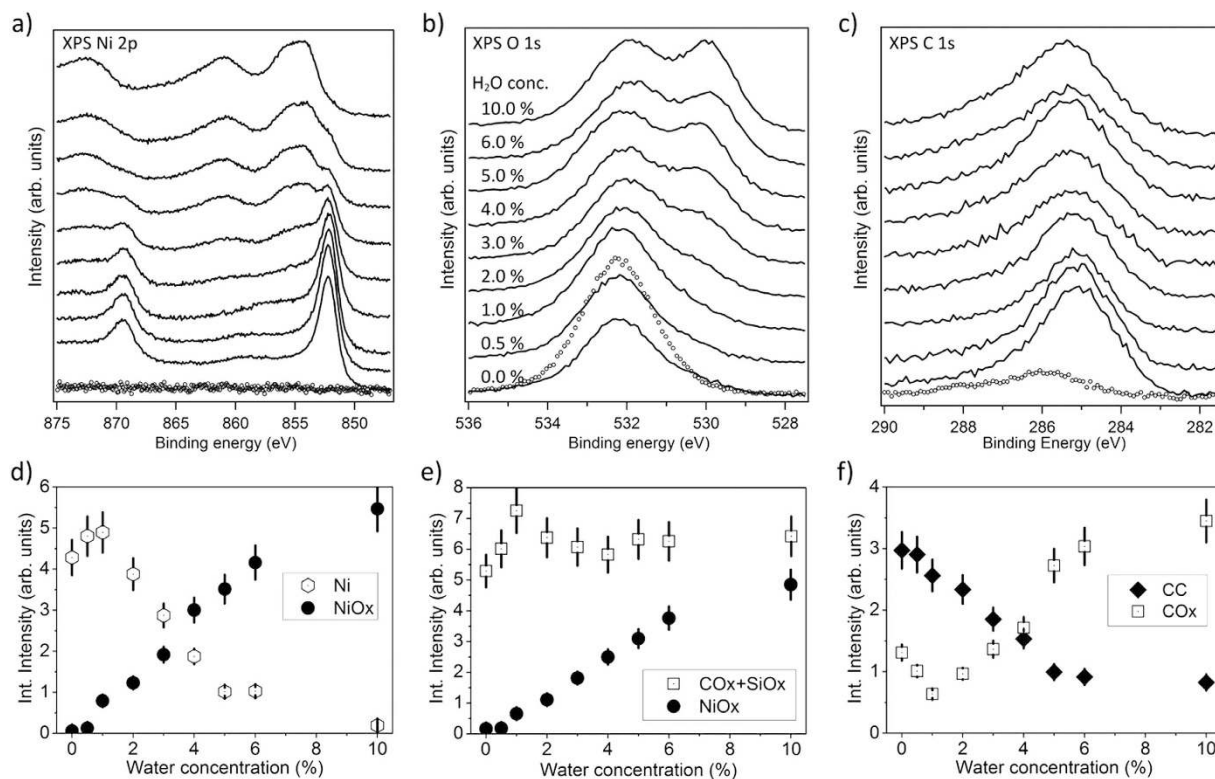 a)
XPS Ni 2p
Intensity (arb. units)
875 870 865 860 855 850
Binding energy (eV)
b)
XPS O 1s
H₂O conc.
10.0 %
6.0 %
5.0 %
4.0 %
3.0 %
2.0 %
1.0 %
0.5 %
0.0 %
Intensity (arb. units)
536 534 532 530 528
Binding energy (eV)
c)
XPS C 1s
Intensity (arb. units)
290 288 286 284 282
Binding Energy (eV)
d)
Int. Intensity (arb. units)
6
5
4
3
2
1
0
Ni
NiOx
0 2 4 6 8 10
Water concentration (%)
e)
Int. Intensity (arb. units)
8
7
6
5
4
3
2
1
0
COx+SiOx
NiOx
0 2 4 6 8 10
Water concentration (%)
f)
Int. Intensity (arb. units)
4
3
2
1
0
CC
COx
0 2 4 6 8 10
Water concentration (%)